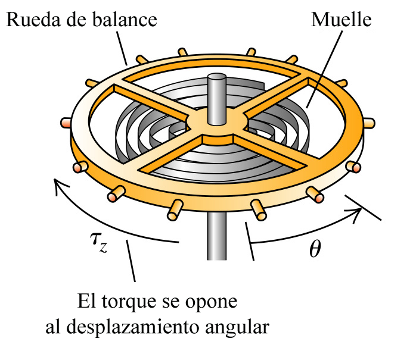 Rueda de balance
Muelle
τz
θ
El torque se opone
al desplazamiento angular